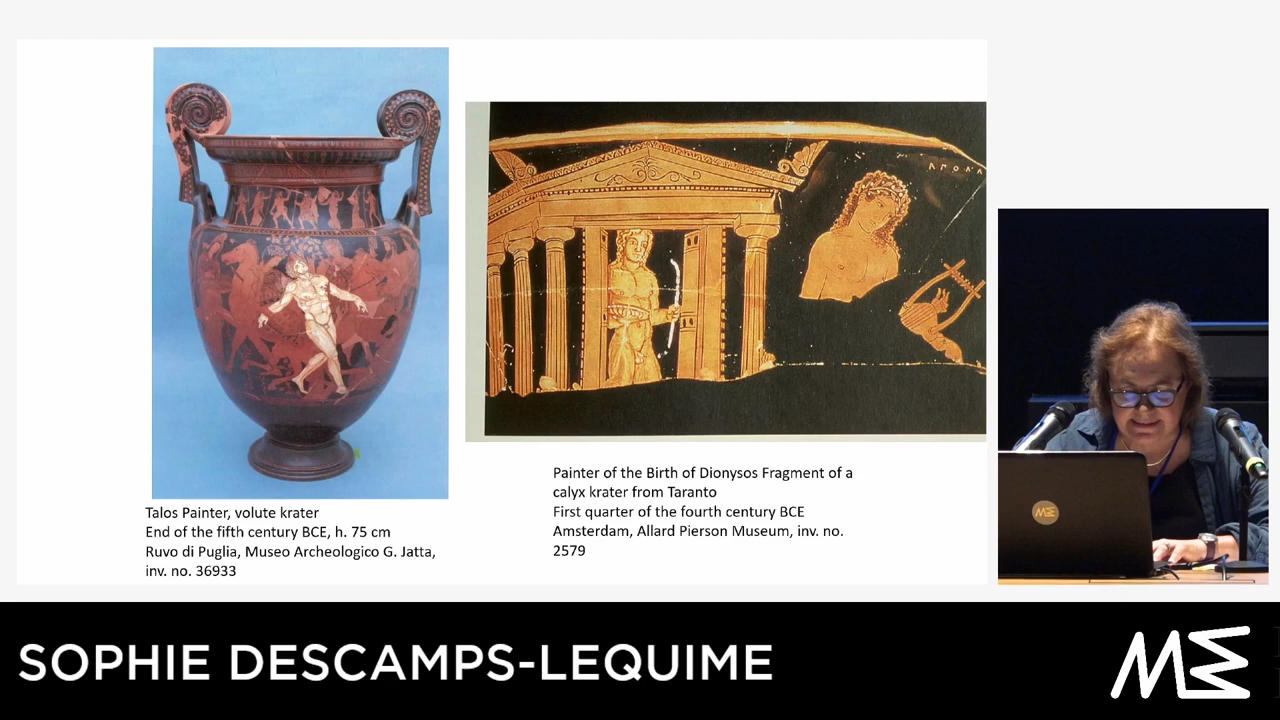 ΑΠΟΛΛ
Talos Painter, volute krater
End of the fifth century BCE, h. 75 cm
Ruvo di Puglia, Museo Archeologico G. Jatta,
inv. no. 36933
Painter of the Birth of Dionysos Fragment of a
calyx krater from Taranto
First quarter of the fourth century BCE
Amsterdam, Allard Pierson Museum, inv. no.
2579
SOPHIE DESCAMPS-LEQUIME